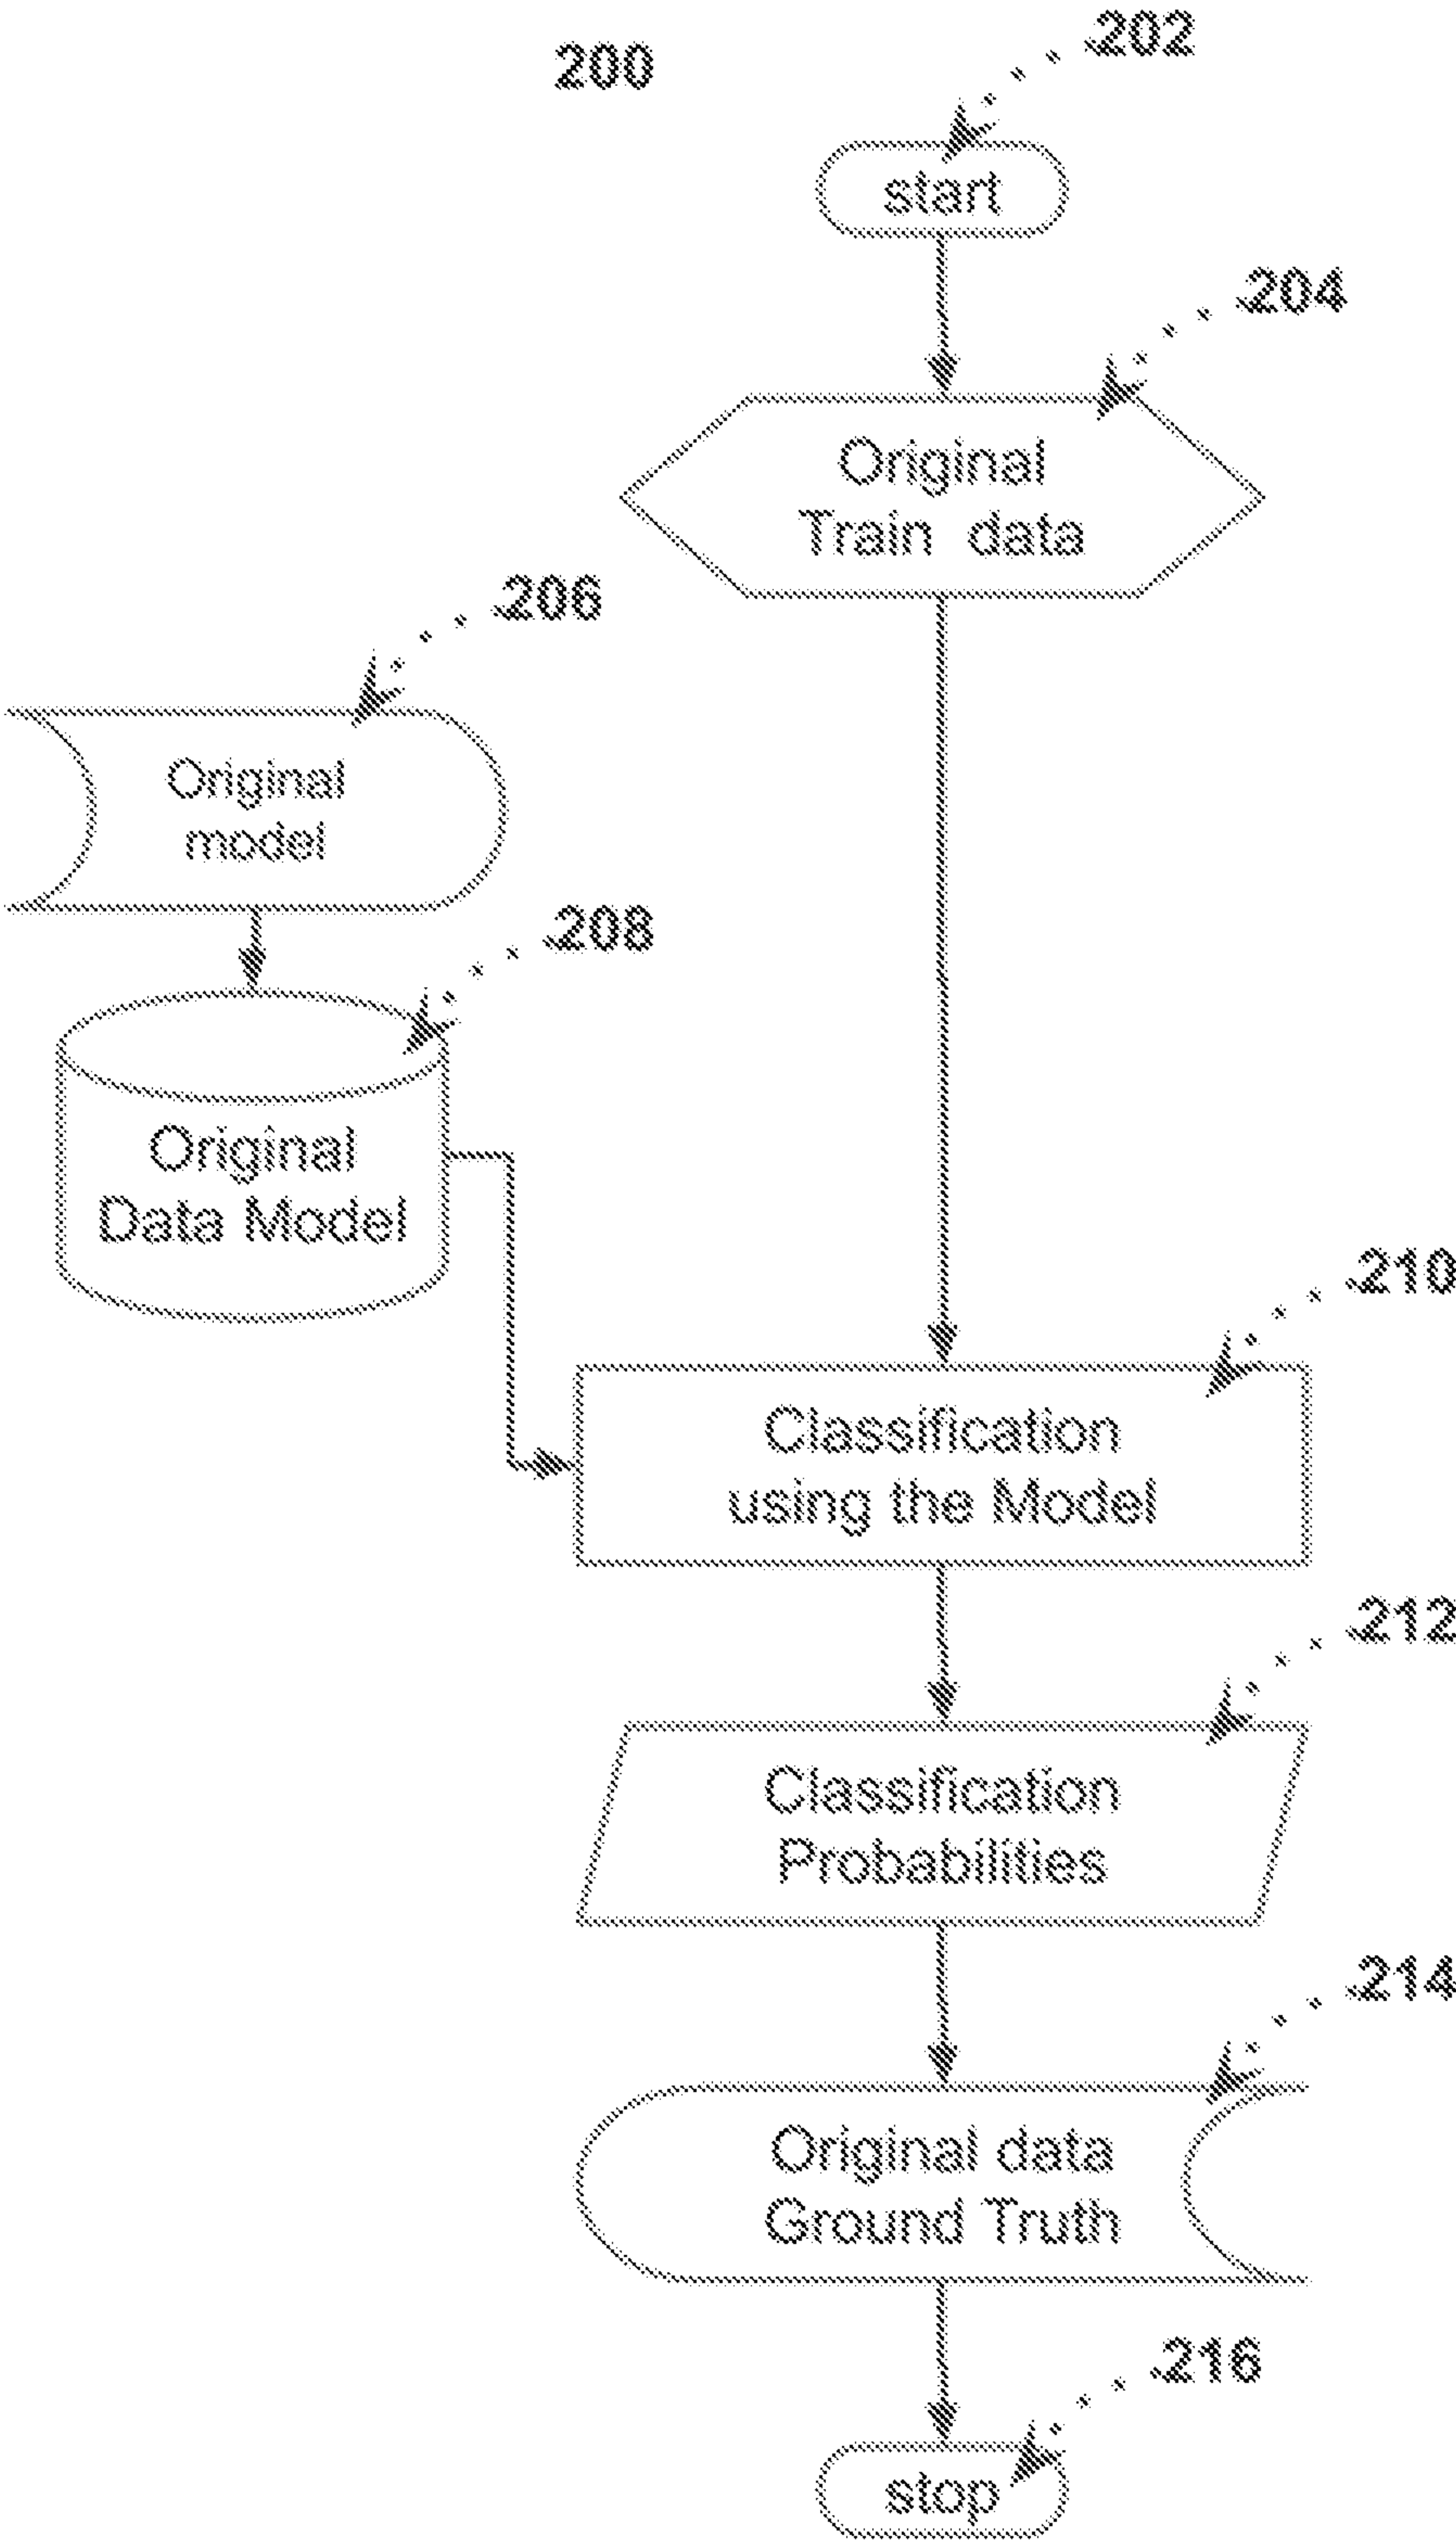 200
202
start
204
Original
Train data
206
Original
model
208
Original
Data Model
210
Classification
using the Model
212
Classification
Probabilities
214
Original data
Ground Truth
216
stop